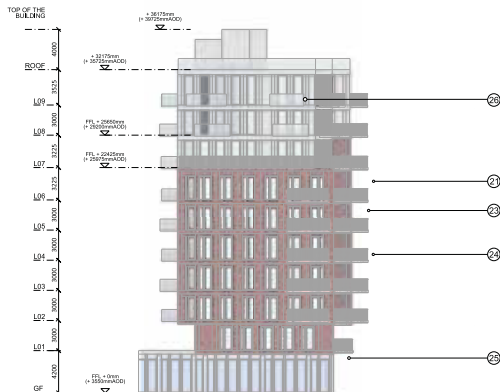 TOP OF THE
BUILDING
+ 36175mm
(+ 39725mmAOD)
4000
ROOF
+ 32175mm
(+ 35725mmAOD)
3525
L09
26
3000
FFL + 25650mm
(+ 29200mmAOD)
L08
3225
FFL + 22425mm
(+ 25975mmAOD)
L07
3225
21
L06
23
3000
L05
3000
24
L04
3000
L03
3000
L02
3000
L01
25
4200
FFL + 0mm
(+ 3550mmAOD)
GF